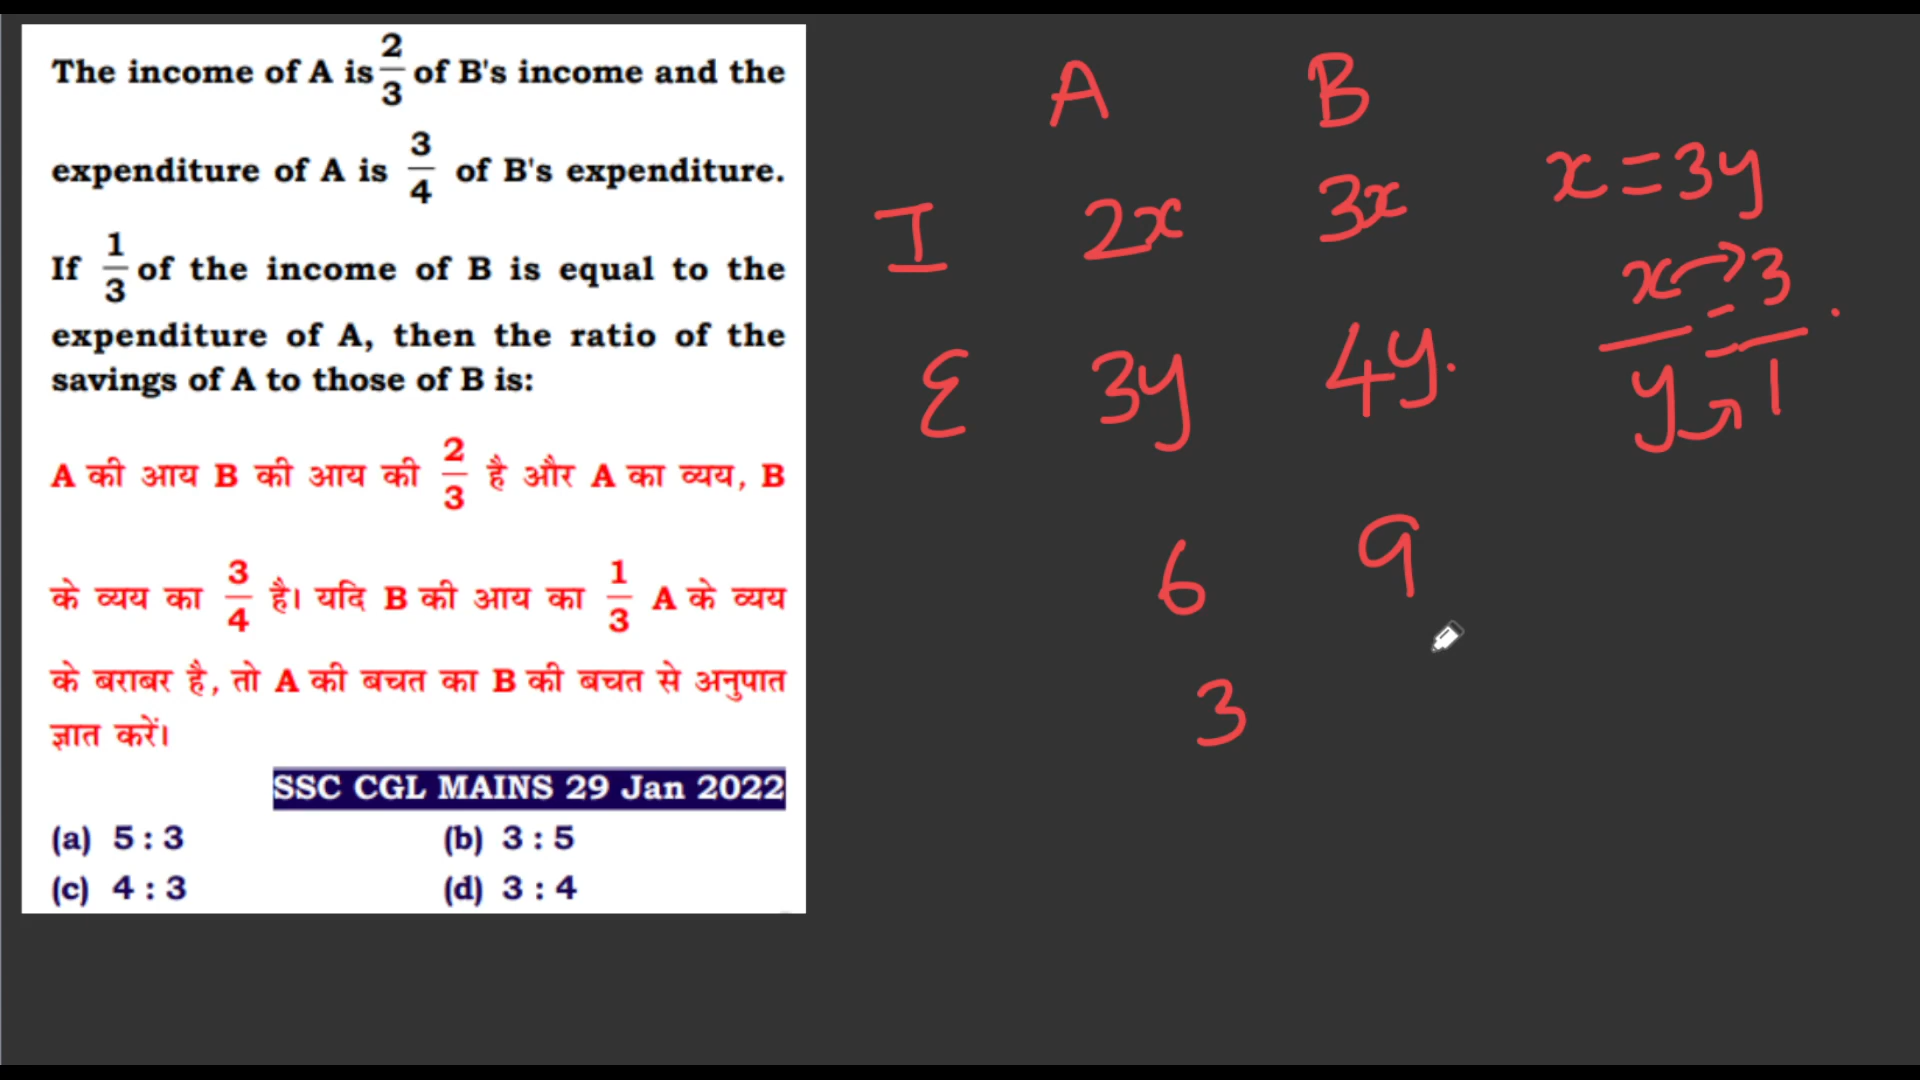 The income of A is 2/3 of B's income and the
expenditure of A is 3/4 of B's expenditure.
If 1/3 of the income of B is equal to the
expenditure of A, then the ratio of the
savings of A to those of B is:
A की आय B की आय की 2/3 है और A का व्यय, B
के व्यय का 3/4 है। यदि B की आय का 1/3 A के व्यय
के बराबर है, तो A की बचत का B की बचत से अनुपात
ज्ञात करें।
SSC CGL MAINS 29 Jan 2022
(a) 5 : 3 (b) 3 : 5
(c) 4 : 3 (d) 3 : 4
A B
I 2x 3x
E 3y 4y.
6 9
3
x = 3y
x/y = 3/1